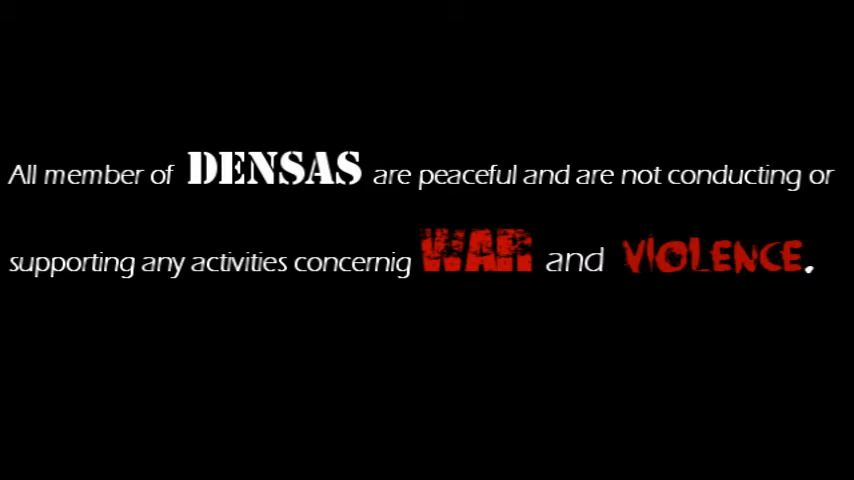 All member of DENSAS are peaceful and are not conducting or
supporting any activities concernig WAR and VIOLENCE.